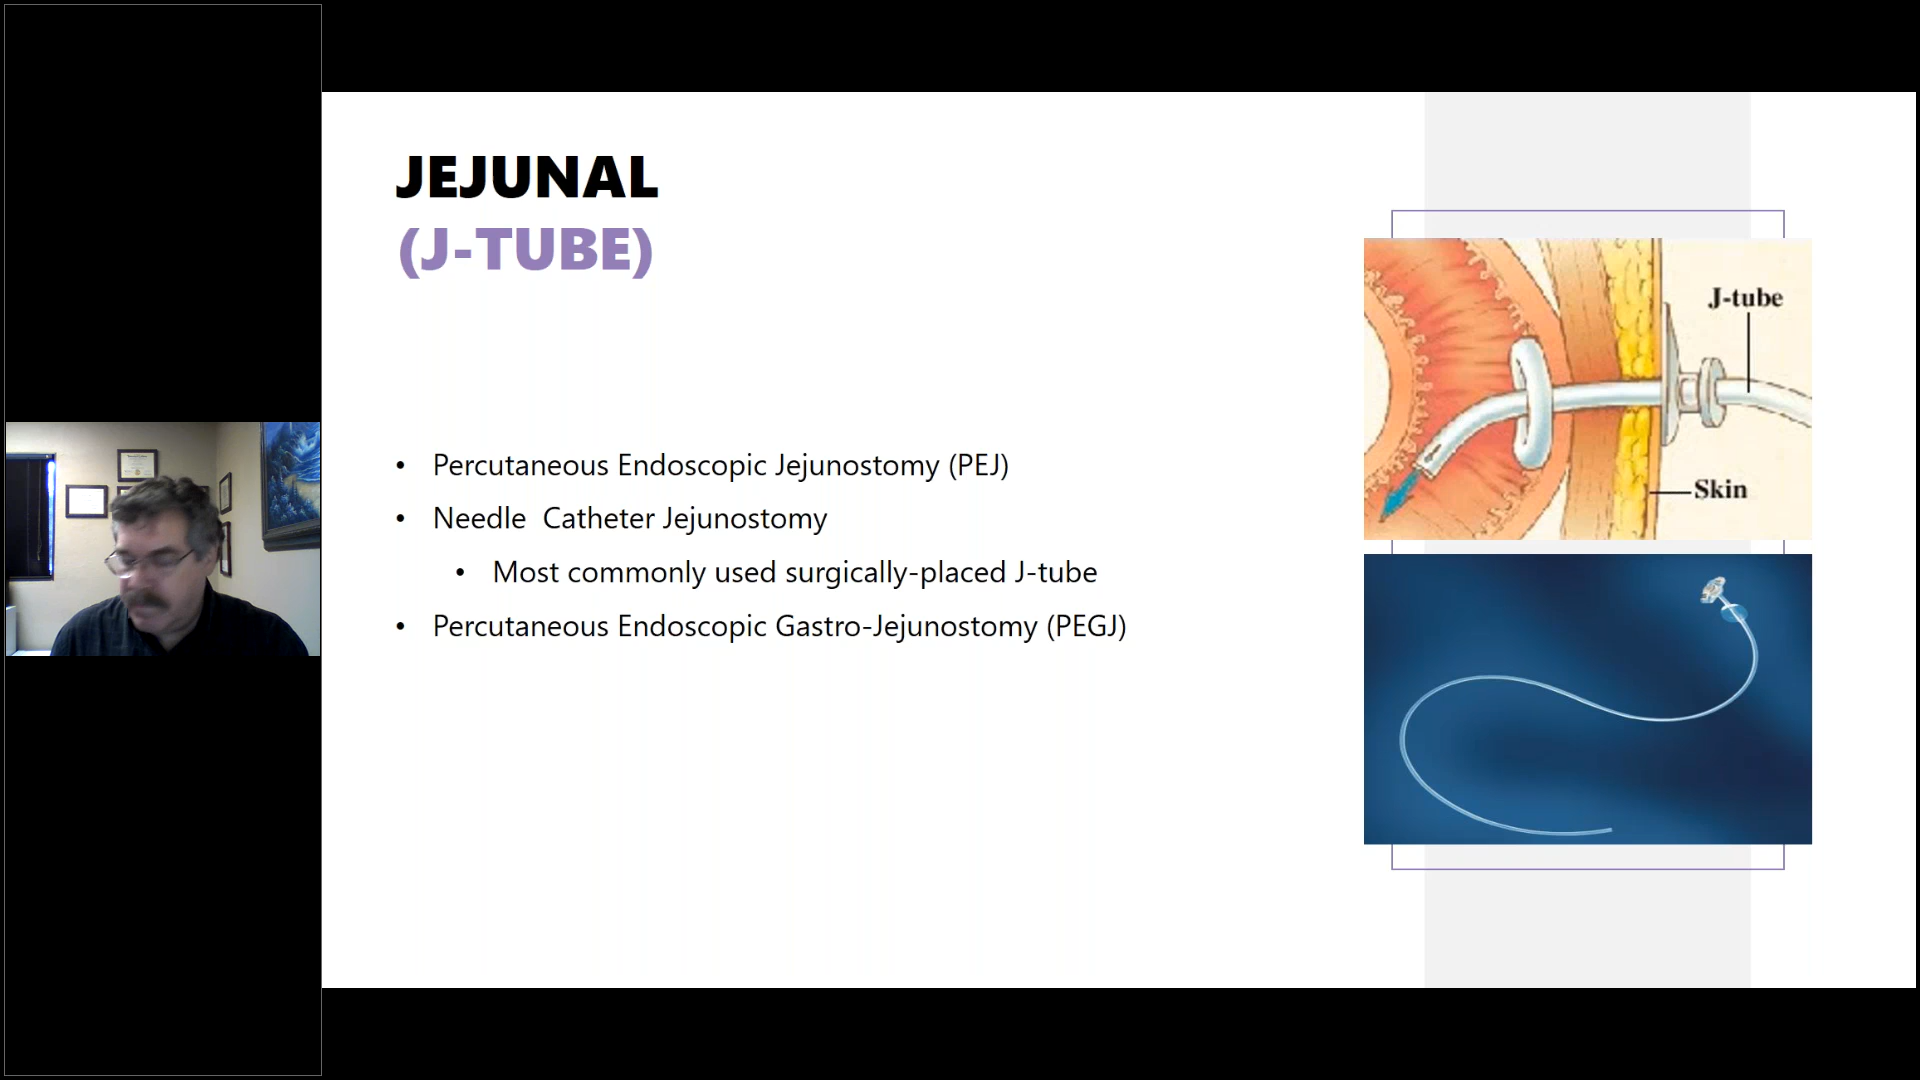 JEJUNAL
(J-TUBE)
• Percutaneous Endoscopic Jejunostomy (PEJ)
• Needle  Catheter Jejunostomy
• Most commonly used surgically-placed J-tube
• Percutaneous Endoscopic Gastro-Jejunostomy (PEGJ)
J-tube
Skin